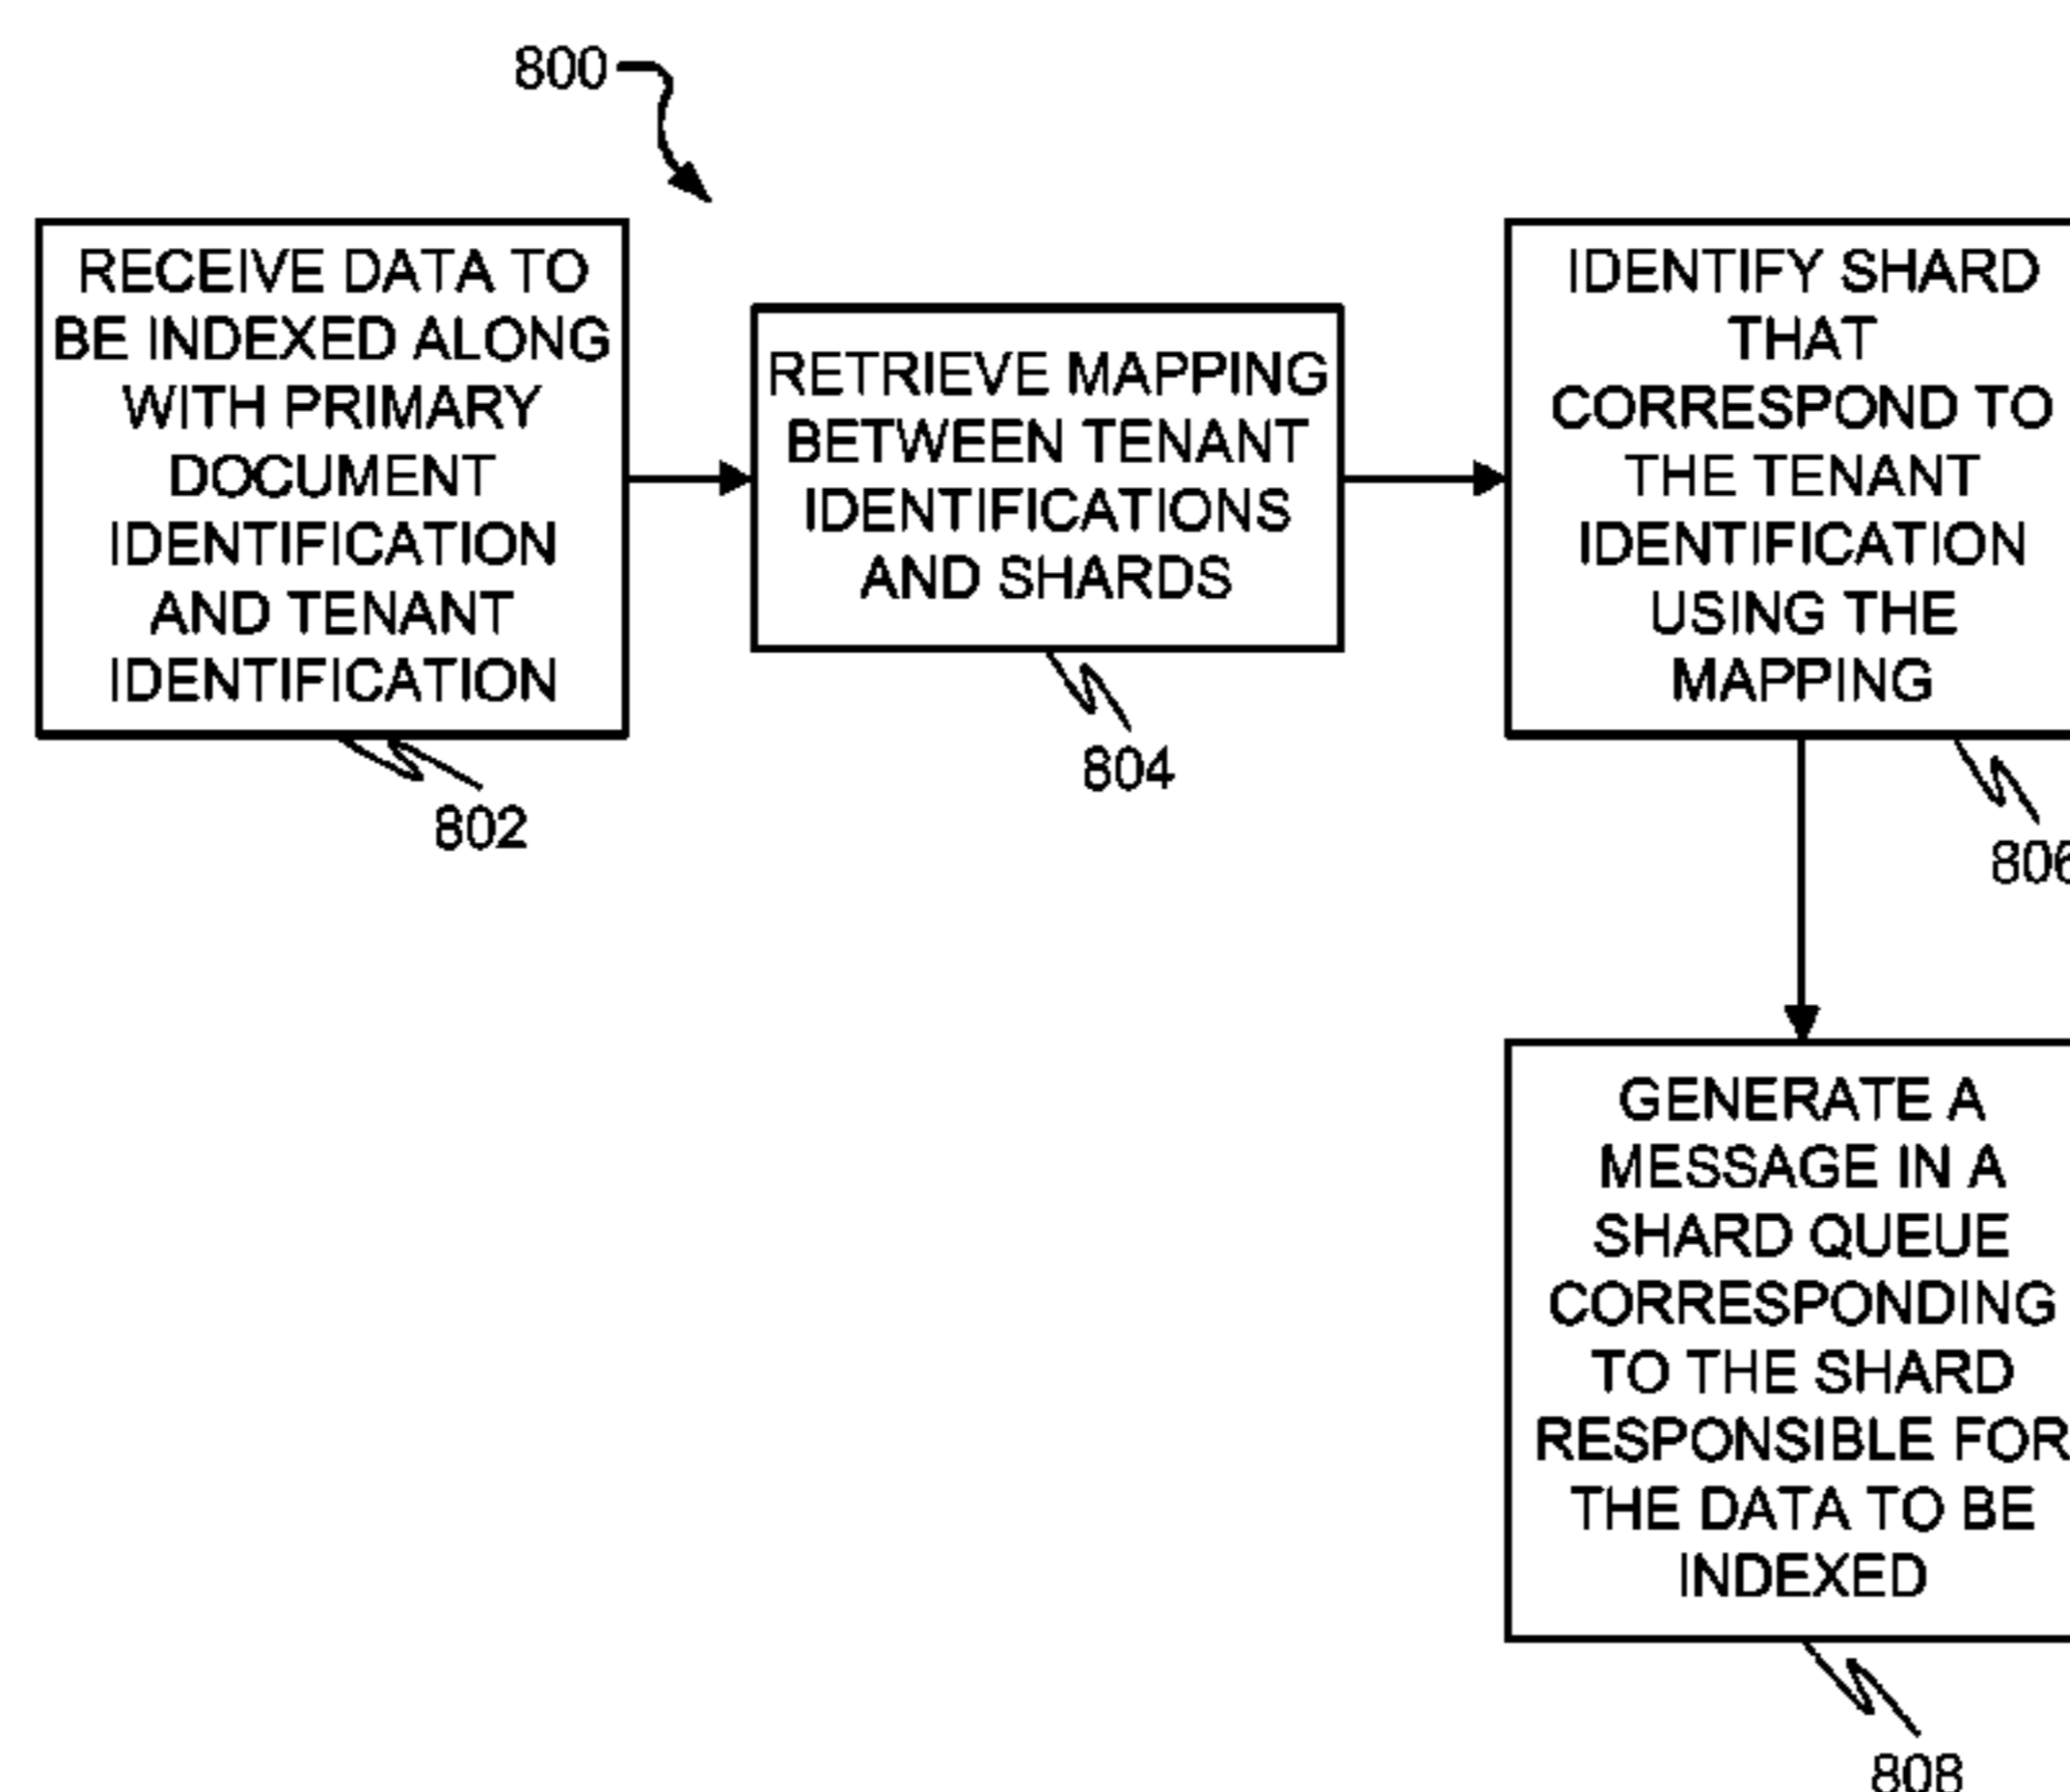 800
RECEIVE DATA TO
BE INDEXED ALONG
WITH PRIMARY
DOCUMENT
IDENTIFICATION
AND TENANT
IDENTIFICATION
802
RETRIEVE MAPPING
BETWEEN TENANT
IDENTIFICATIONS
AND SHARDS
804
IDENTIFY SHARD
THAT
CORRESPOND TO
THE TENANT
IDENTIFICATION
USING THE
MAPPING
806
GENERATE A
MESSAGE IN A
SHARD QUEUE
CORRESPONDING
TO THE SHARD
RESPONSIBLE FOR
THE DATA TO BE
INDEXED
808